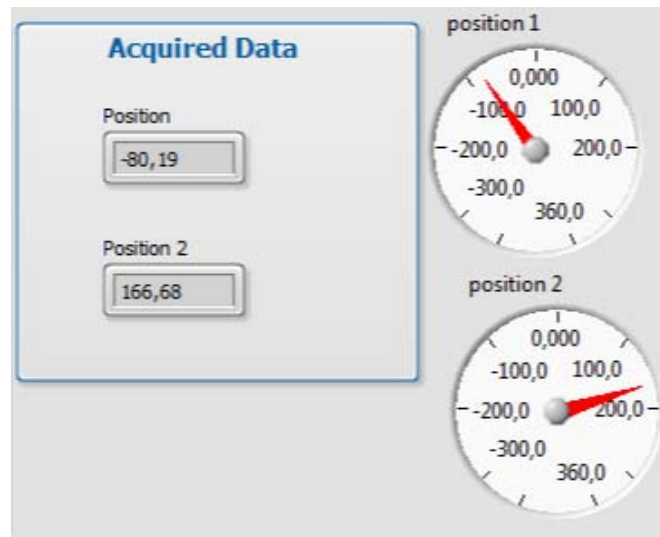 Acquired Data
Position
-80,19
Position 2
166,68
position 1
0,000
-100,0 100,0
-200,0 200,0
-300,0
360,0
position 2
0,000
-100,0 100,0
-200,0 200,0
-300,0
360,0